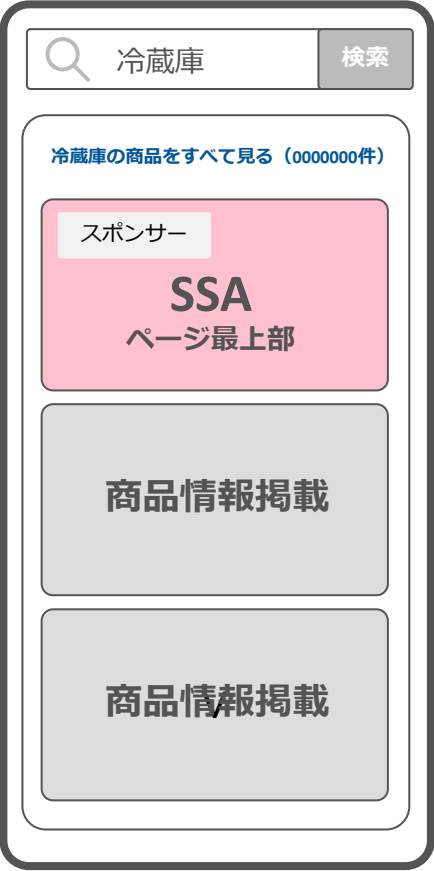 冷蔵庫
検索
冷蔵庫の商品をすべて見る（0000000件）
スポンサー
SSA
ページ最上部
商品情報掲載
商品情報掲載